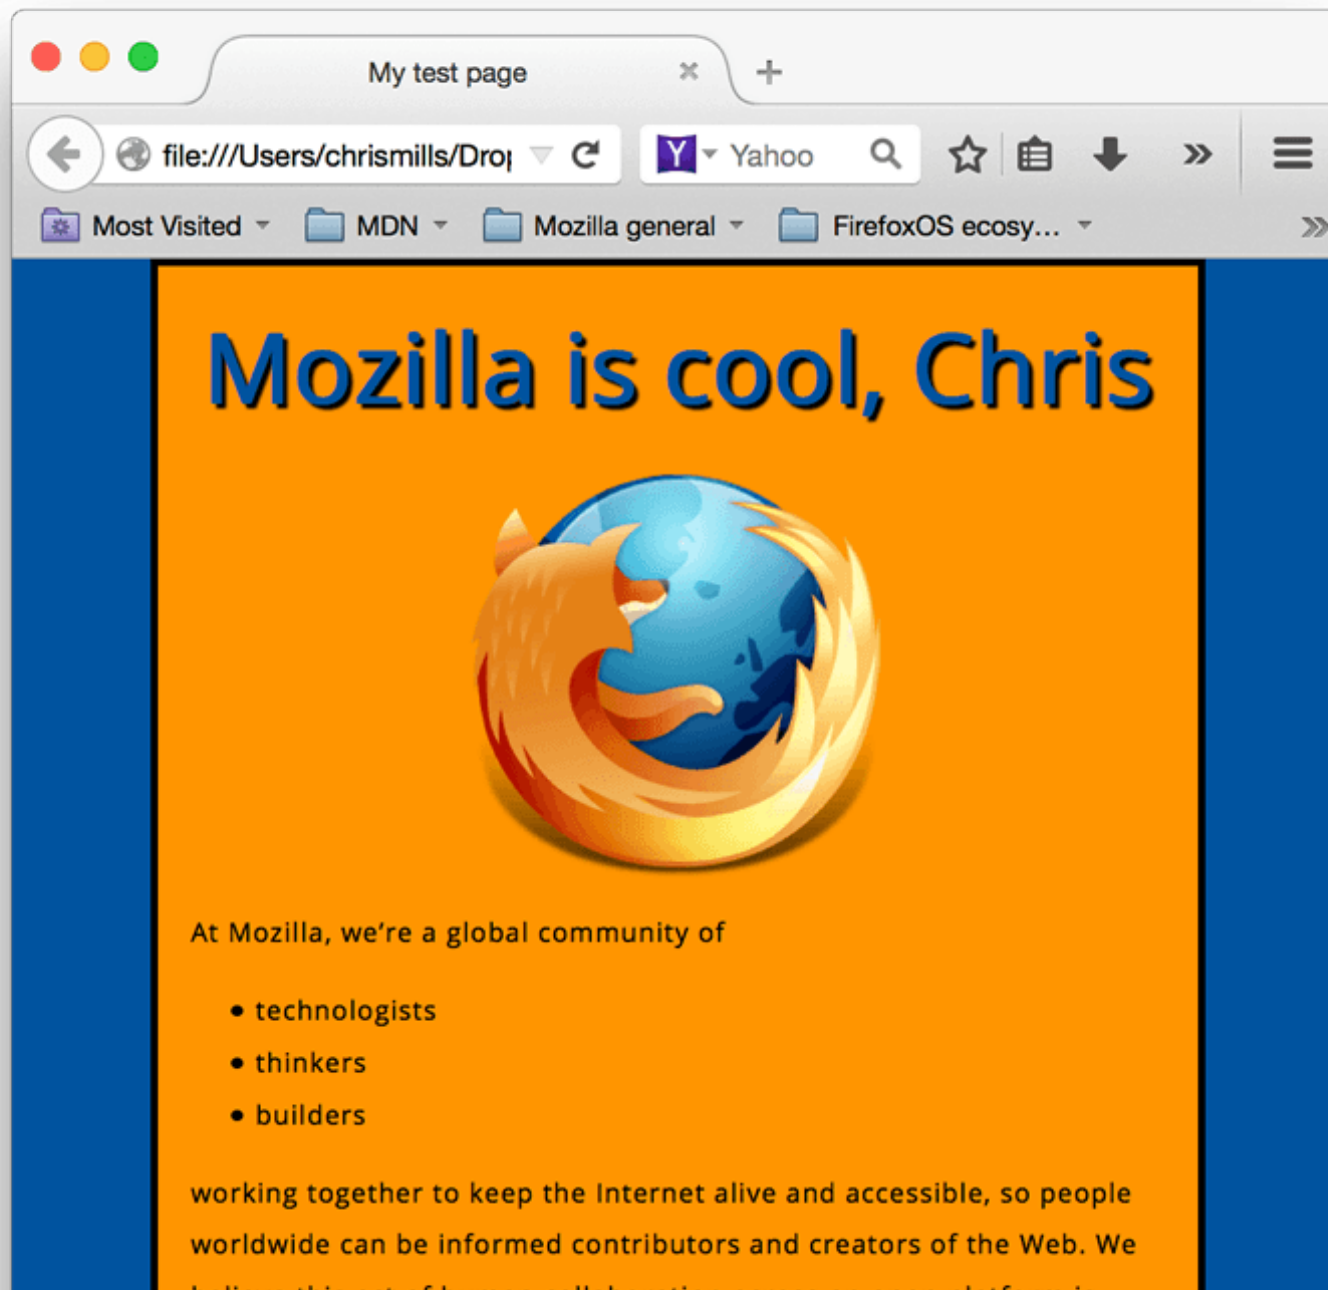 My test page
file:///Users/chrismills/Dro
Yahoo
Most Visited MDN Mozilla general FirefoxOS ecosy...
Mozilla is cool, Chris
At Mozilla, we’re a global community of
• technologists
• thinkers
• builders
working together to keep the Internet alive and accessible, so people
worldwide can be informed contributors and creators of the Web. We